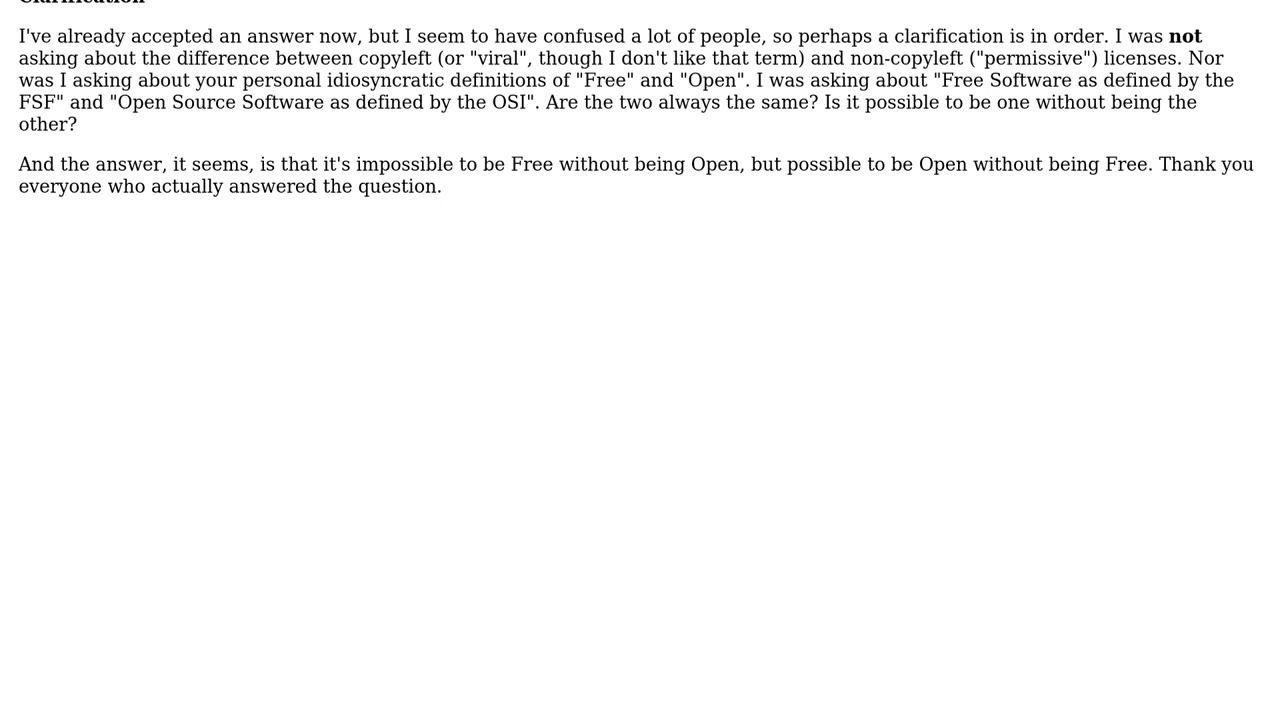 Clarification
I've already accepted an answer now, but I seem to have confused a lot of people, so perhaps a clarification is in order. I was not
asking about the difference between copyleft (or "viral", though I don't like that term) and non-copyleft ("permissive") licenses. Nor
was I asking about your personal idiosyncratic definitions of "Free" and "Open". I was asking about "Free Software as defined by the
FSF" and "Open Source Software as defined by the OSI". Are the two always the same? Is it possible to be one without being the
other?
And the answer, it seems, is that it's impossible to be Free without being Open, but possible to be Open without being Free. Thank you
everyone who actually answered the question.